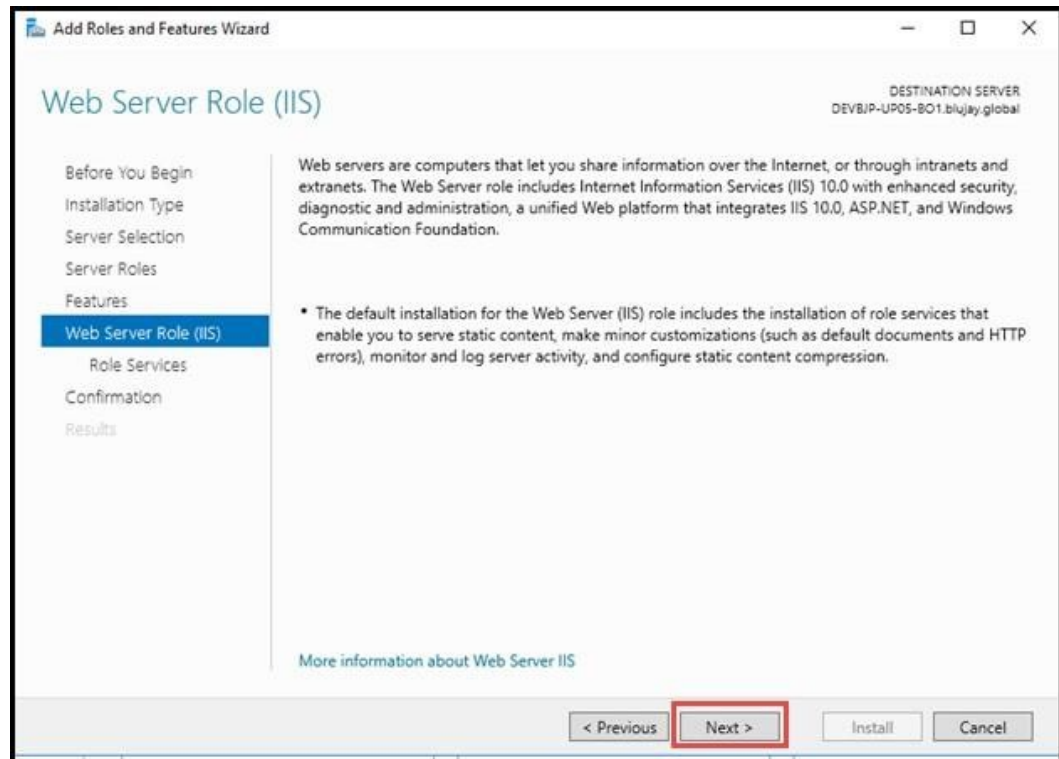 Add Roles and Features Wizard
Web Server Role (IIS)
DESTINATION SERVER
DEVBJP-UP05-BO1.blujay.global
Before You Begin
Installation Type
Server Selection
Server Roles
Features
Web Server Role (IIS)
Role Services
Confirmation
Results
Web servers are computers that let you share information over the Internet, or through intranets and
extranets. The Web Server role includes Internet Information Services (IIS) 10.0 with enhanced security,
diagnostic and administration, a unified Web platform that integrates IIS 10.0, ASP.NET, and Windows
Communication Foundation.
• The default installation for the Web Server (IIS) role includes the installation of role services that
enable you to serve static content, make minor customizations (such as default documents and HTTP
errors), monitor and log server activity, and configure static content compression.
More information about Web Server IIS
< Previous
Next >
Install
Cancel